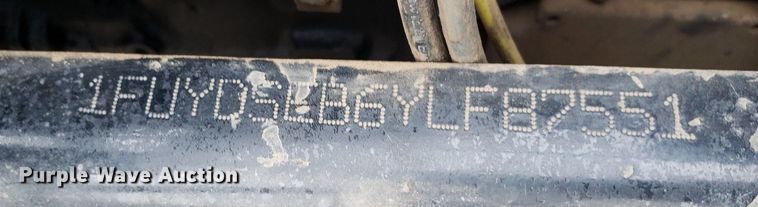 1FUYDSEB6YLF87551
Purple Wave Auction